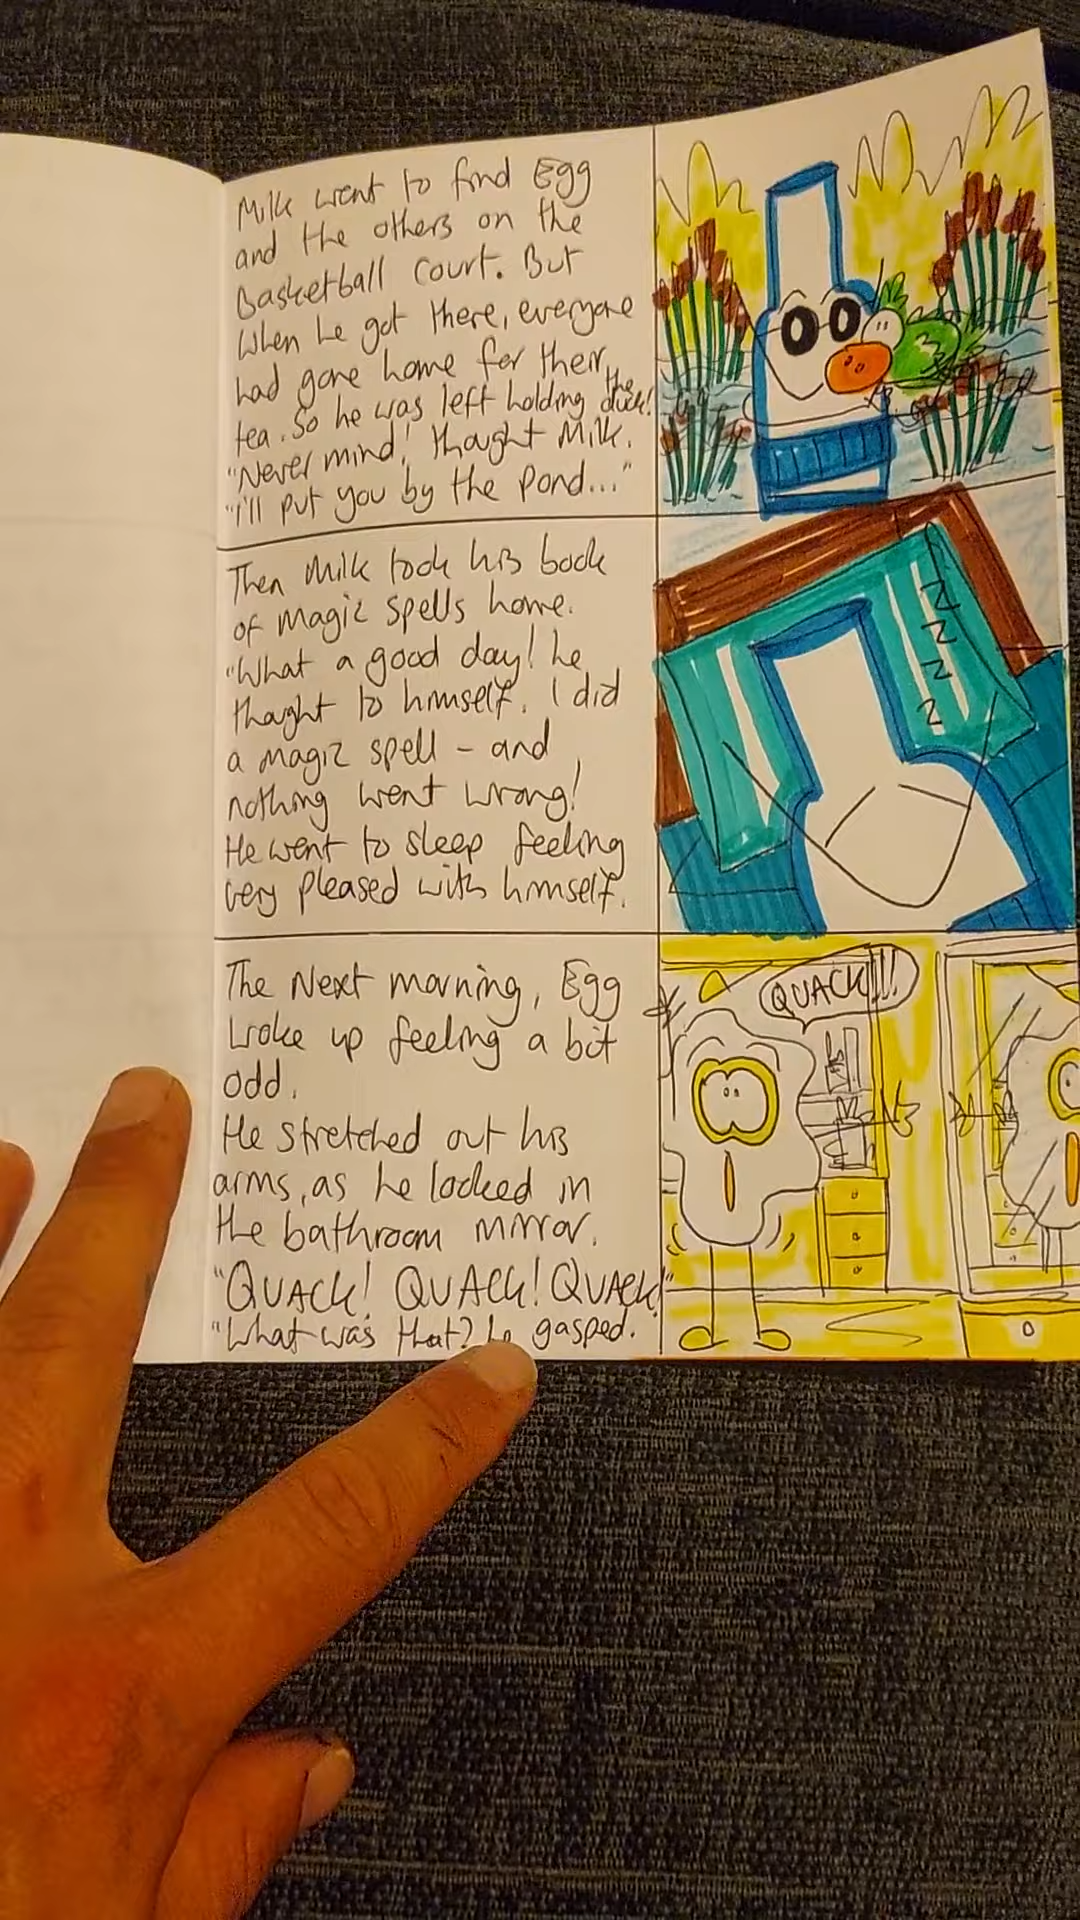 Milk went to find Egg
and the others on the
Basketball court. But
when he got there, everyone
had gone home for their
tea. So he was left holding the duck!
"Never mind! thought Milk.
"I'll put you by the pond..."
Then Milk took his book
of magic spells home.
"What a good day! he
thought to himself. I did
a magic spell – and
nothing went wrong!
He went to sleep feeling
very pleased with himself.
Z
Z
Z
Z
The Next morning, Egg
woke up feeling a bit
odd.
He stretched out his
arms, as he looked in
the bathroom mirror.
"QUACK! QUACK! QUACK!"
"What was that? he gasped.
QUACK!!!